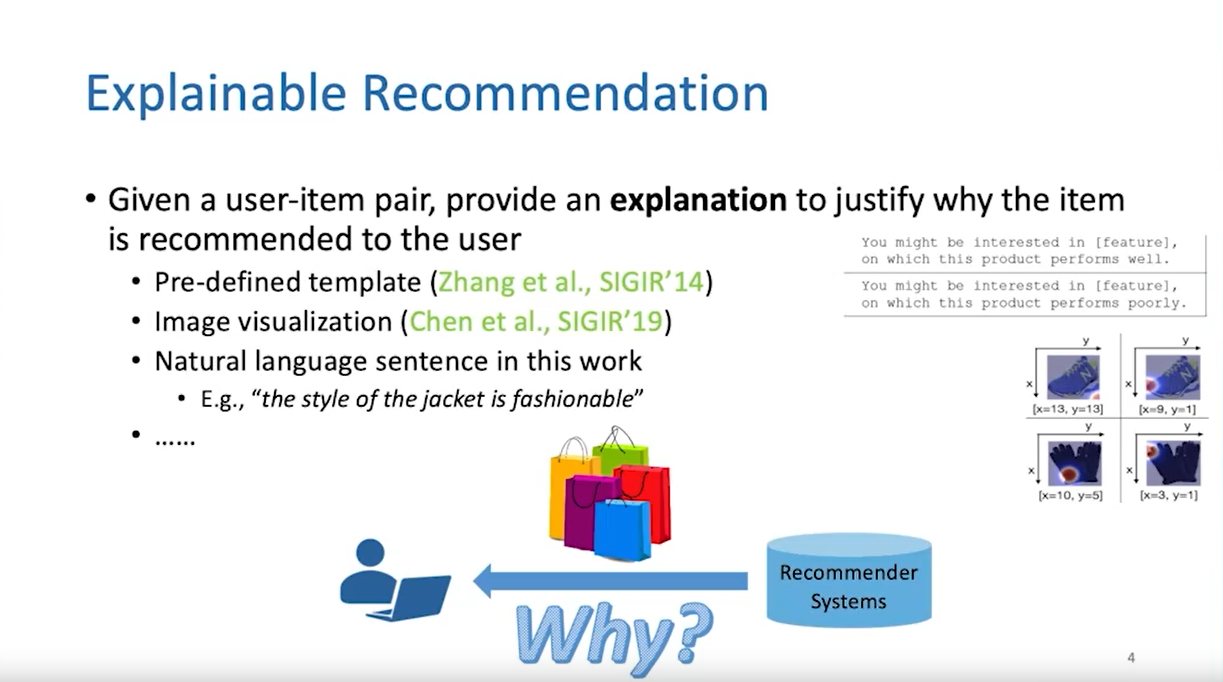 Explainable Recommendation
• Given a user-item pair, provide an explanation to justify why the item
is recommended to the user
• Pre-defined template (Zhang et al., SIGIR’14)
• Image visualization (Chen et al., SIGIR’19)
• Natural language sentence in this work
• E.g., “the style of the jacket is fashionable”
• ......
You might be interested in [feature],
on which this product performs well.
You might be interested in [feature],
on which this product performs poorly.
y
x
[x=13, y=13]
y
x
[x=9, y=1]
y
x
[x=10, y=5]
y
x
[x=3, y=1]
Recommender
Systems
Why?
4